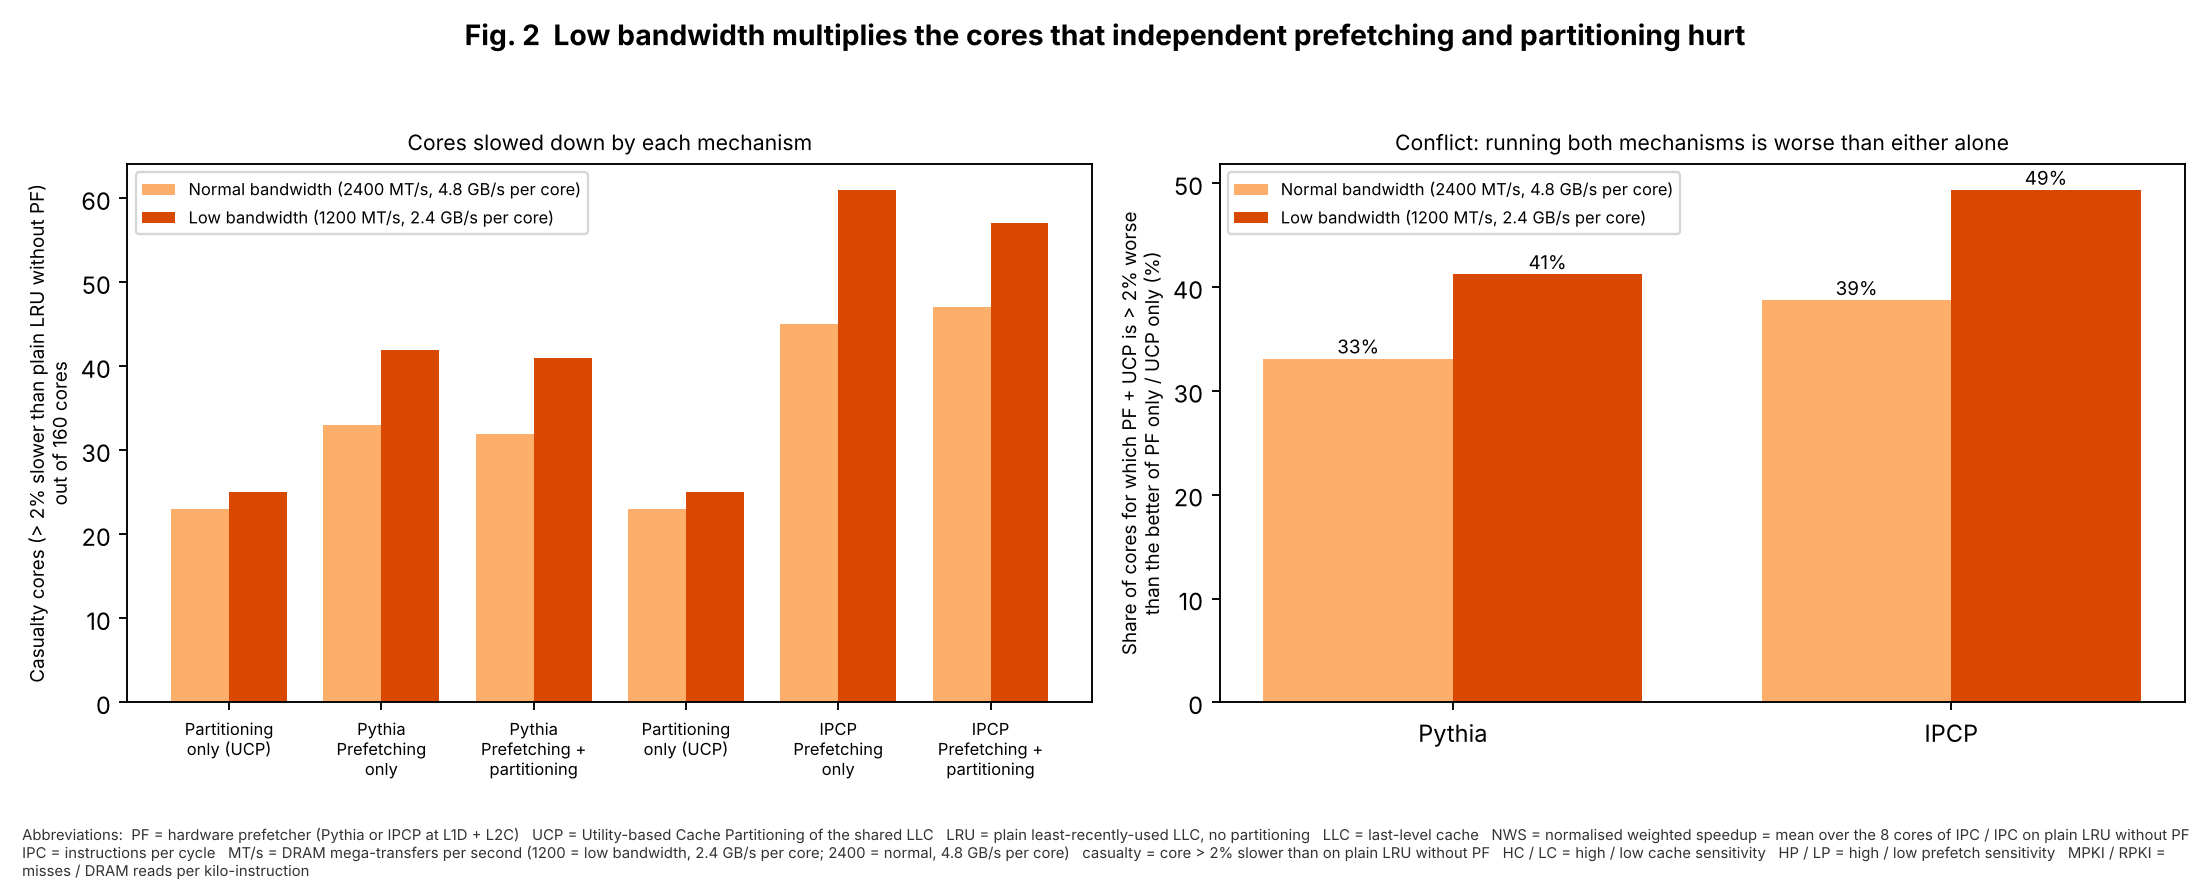 Fig. 2  Low bandwidth multiplies the cores that independent prefetching and partitioning hurt
Cores slowed down by each mechanism
Casualty cores (> 2% slower than plain LRU without PF)
out of 160 cores
60
50
40
30
20
10
0
Normal bandwidth (2400 MT/s, 4.8 GB/s per core)
Low bandwidth (1200 MT/s, 2.4 GB/s per core)
Partitioning
only (UCP)
Pythia
Prefetching
only
Pythia
Prefetching +
partitioning
Partitioning
only (UCP)
IPCP
Prefetching
only
IPCP
Prefetching +
partitioning
Conflict: running both mechanisms is worse than either alone
Share of cores for which PF + UCP is > 2% worse
than the better of PF only / UCP only (%)
50
40
30
20
10
0
Normal bandwidth (2400 MT/s, 4.8 GB/s per core)
Low bandwidth (1200 MT/s, 2.4 GB/s per core)
33%
41%
39%
49%
Pythia
IPCP
Abbreviations:  PF = hardware prefetcher (Pythia or IPCP at L1D + L2C)   UCP = Utility-based Cache Partitioning of the shared LLC   LRU = plain least-recently-used LLC, no partitioning   LLC = last-level cache   NWS = normalised weighted speedup = mean over the 8 cores of IPC / IPC on plain LRU without PF
IPC = instructions per cycle   MT/s = DRAM mega-transfers per second (1200 = low bandwidth, 2.4 GB/s per core; 2400 = normal, 4.8 GB/s per core)   casualty = core > 2% slower than on plain LRU without PF   HC / LC = high / low cache sensitivity   HP / LP = high / low prefetch sensitivity   MPKI / RPKI =
misses / DRAM reads per kilo-instruction